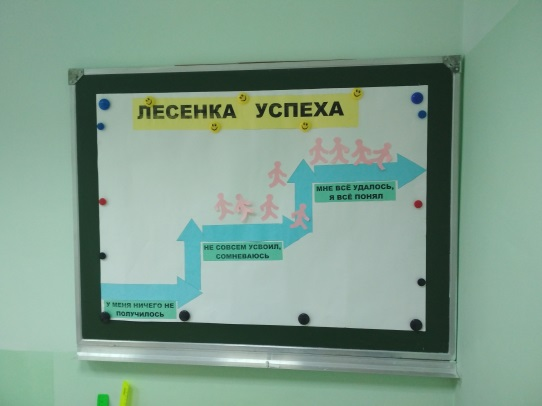 ЛЕСЕНКА УСПЕХА
МНЕ ВСЁ УДАЛОСЬ,
Я ВСЁ ПОНЯЛ
НЕ СОВСЕМ УСВОИЛ,
СОМНЕВАЮСЬ
У МЕНЯ НИЧЕГО НЕ
ПОЛУЧИЛОСЬ